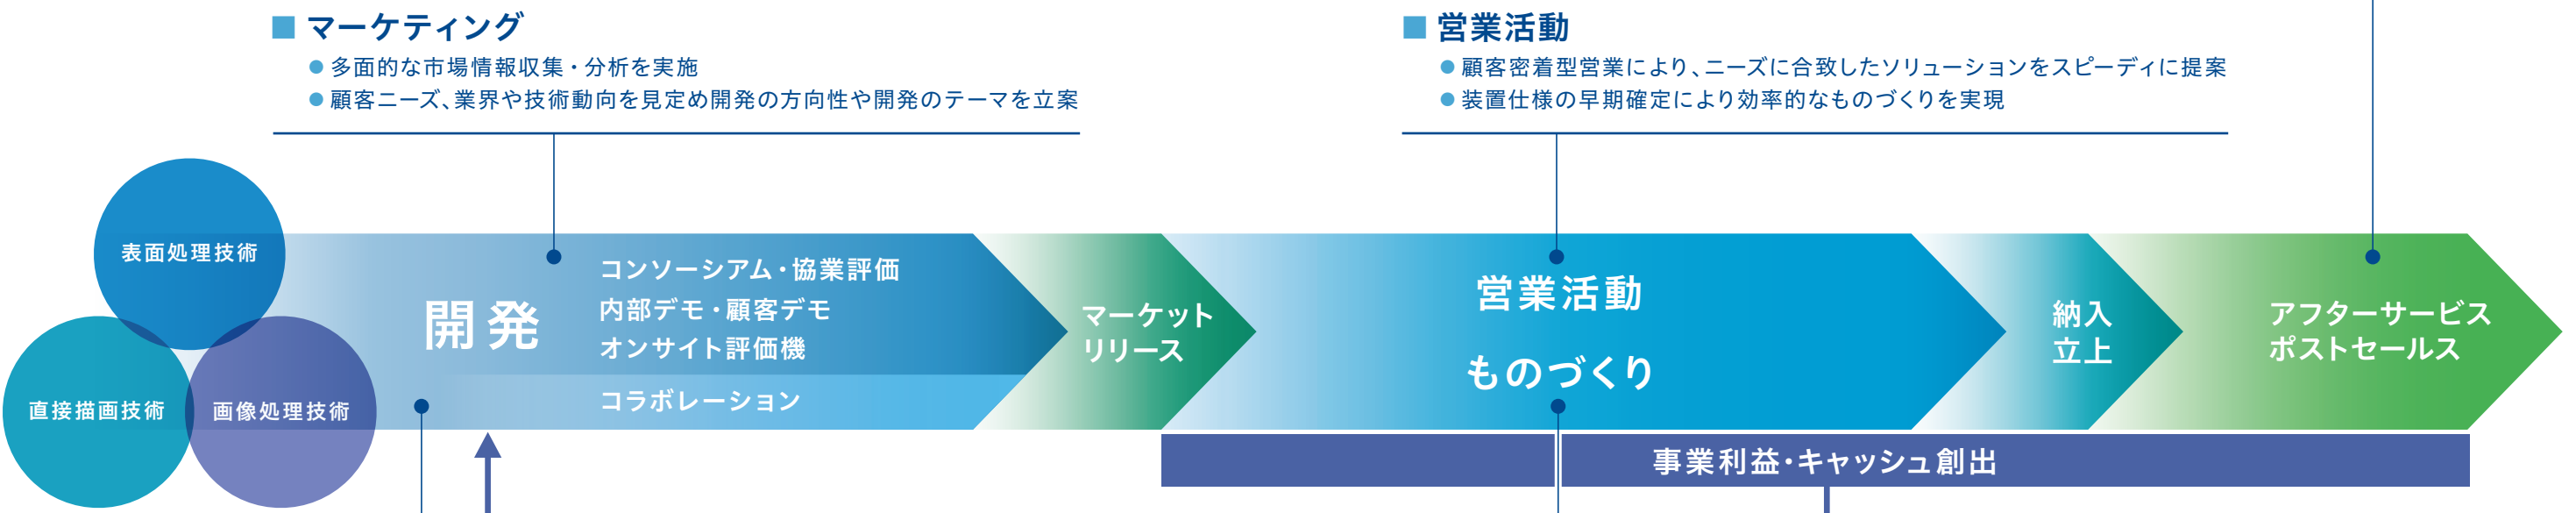 マーケティング
多面的な市場情報収集・分析を実施
顧客ニーズ、業界や技術動向を見定め開発の方向性や開発のテーマを立案
営業活動
顧客密着型営業により、ニーズに合致したソリューションをスピーディに提案
装置仕様の早期確定により効率的なものづくりを実現
表面処理技術
直接描画技術
画像処理技術
開発
コンソーシアム・協業評価
内部デモ・顧客デモ
オンサイト評価機
コラボレーション
マーケット
リリース
営業活動
ものづくり
納入
立上
アフターサービス
ポストセールス
事業利益・キャッシュ創出